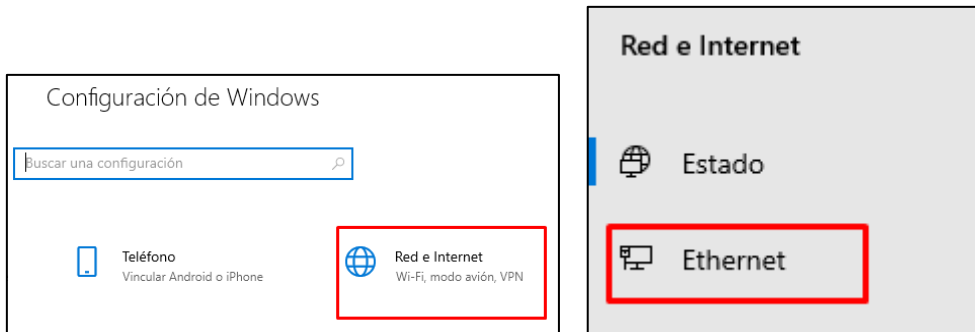 Configuración de Windows
Buscar una configuración
Teléfono
Vincular Android o iPhone
Red e Internet
Wi-Fi, modo avión, VPN
Red e Internet
Estado
Ethernet